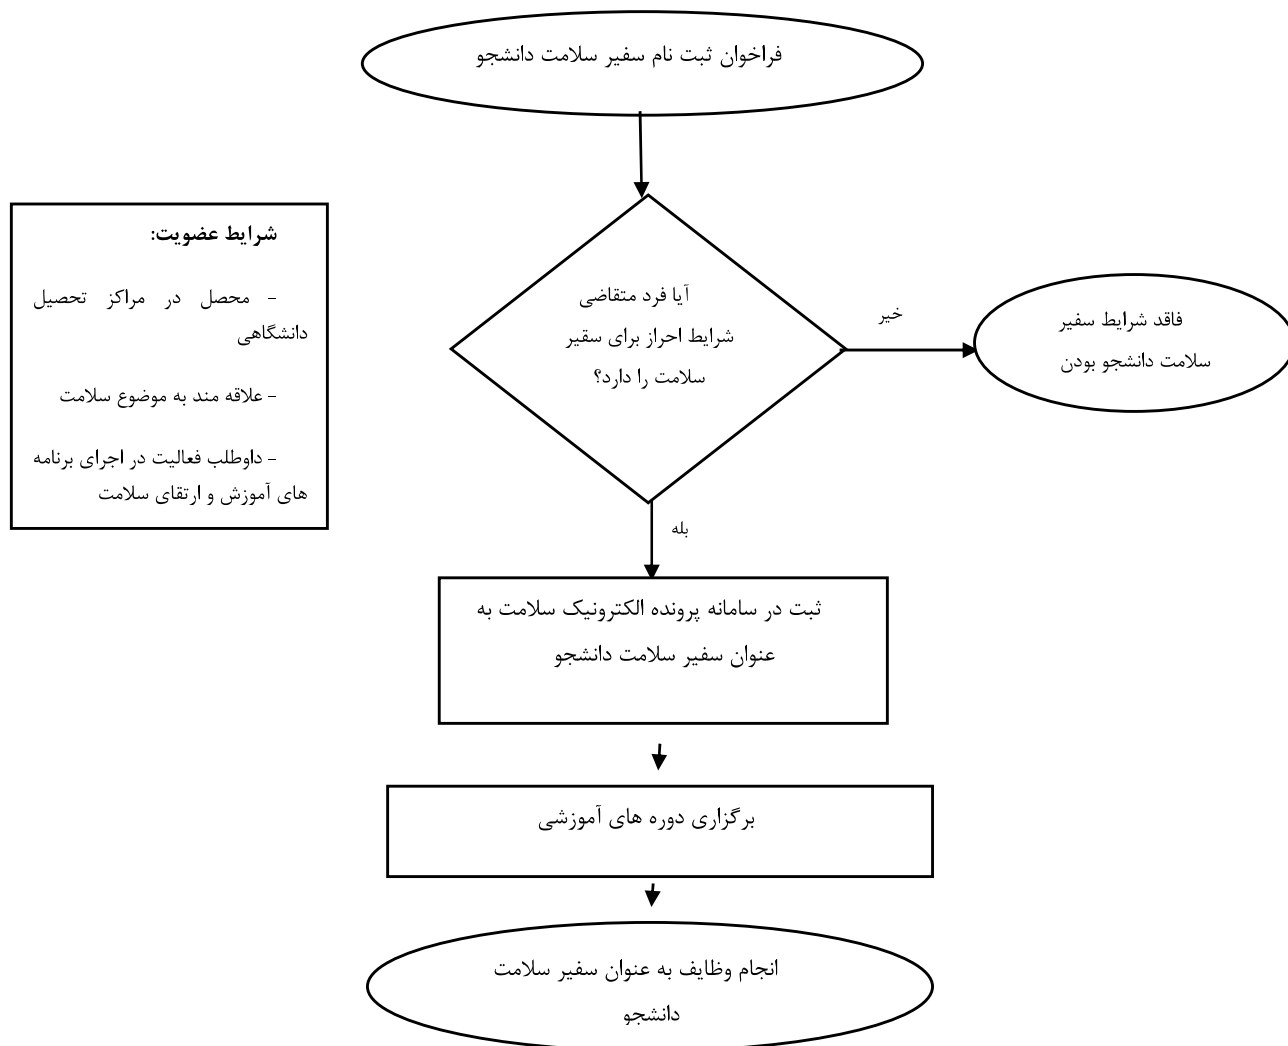 فراخوان ثبت نام سفیر سلامت دانشجو
شرایط عضویت:
- محصل در مراکز تحصیل
دانشگاهی
- علاقه مند به موضوع سلامت
- داوطلب فعالیت در اجرای برنامه
های آموزش و ارتقای سلامت
آیا فرد متقاضی
شرایط احراز برای سقیر
سلامت را دارد؟
خیر
فاقد شرایط سفیر
سلامت دانشجو بودن
بله
ثبت در سامانه پرونده الکترونیک سلامت به
عنوان سفیر سلامت دانشجو
برگزاری دوره های آموزشی
انجام وظایف به عنوان سفیر سلامت
دانشجو